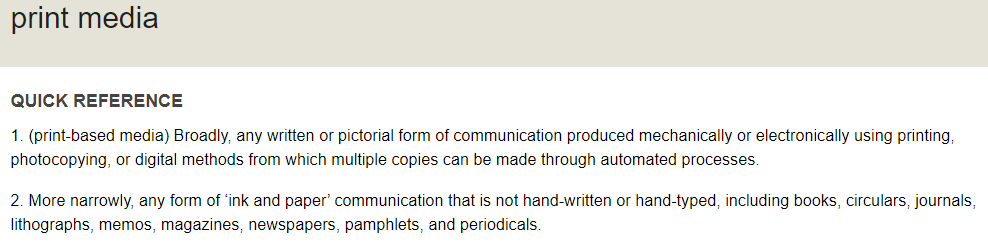 print media
QUICK REFERENCE
1. (print-based media) Broadly, any written or pictorial form of communication produced mechanically or electronically using printing,
photocopying, or digital methods from which multiple copies can be made through automated processes.
2. More narrowly, any form of ‘ink and paper’ communication that is not hand-written or hand-typed, including books, circulars, journals,
lithographs, memos, magazines, newspapers, pamphlets, and periodicals.